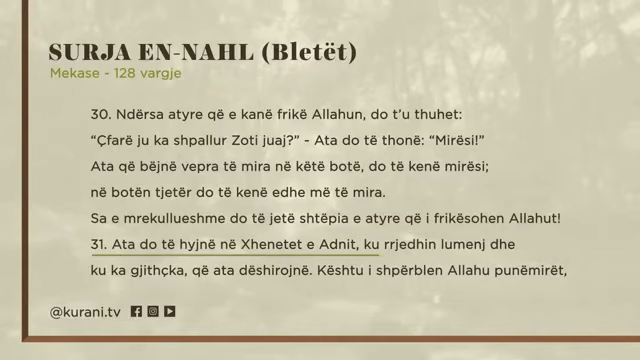 SURJA EN-NAHL (Bletët)
Mekase - 128 vargje
30. Ndërsa atyre që e kanë frikë Allahun, do t’u thuhet:
“Çfarë ju ka shpallur Zoti juaj?” - Ata do të thonë: “Mirësi!”
Ata që bëjnë vepra të mira në këtë botë, do të kenë mirësi;
në botën tjetër do të kenë edhe më të mira.
Sa e mrekullueshme do të jetë shtëpia e atyre që i frikësohen Allahut!
31. Ata do të hyjnë në Xhenetet e Adnit, ku rrjedhin lumenj dhe
ku ka gjithçka, që ata dëshirojnë. Kështu i shpërblen Allahu punëmirët,
@kurani.tv